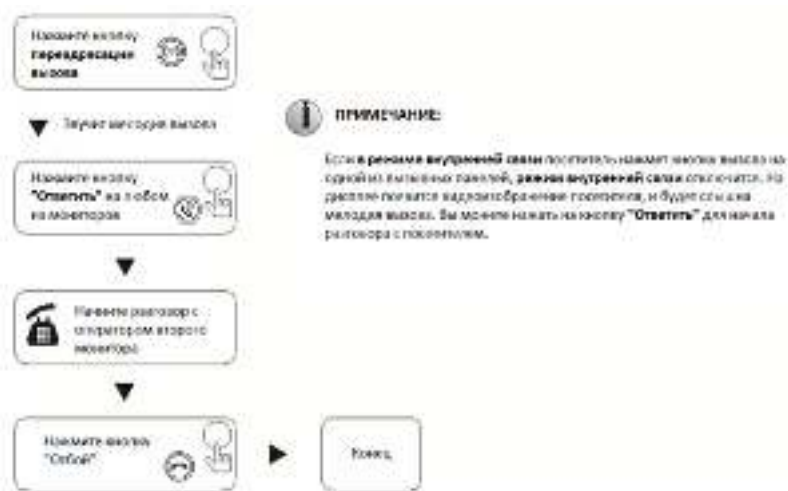 Нажмите кнопку
переадресации
вызова
Звучит мелодия вызова
Нажмите кнопку
"Ответить" на любом
из мониторов
Начните разговор с
оператором второго
монитора
Нажмите кнопку
"Отбой"
Конец
ПРИМЕЧАНИЕ:
Если в режиме внутренней связи посетитель нажмет кнопку вызова на
одной из вызывных панелей, режим внутренней связи отключится. На
дисплее появится видеоизображение посетителя, и будет слышна
мелодия вызова. Вы можете нажать на кнопку "Ответить" для начала
разговора с посетителем.